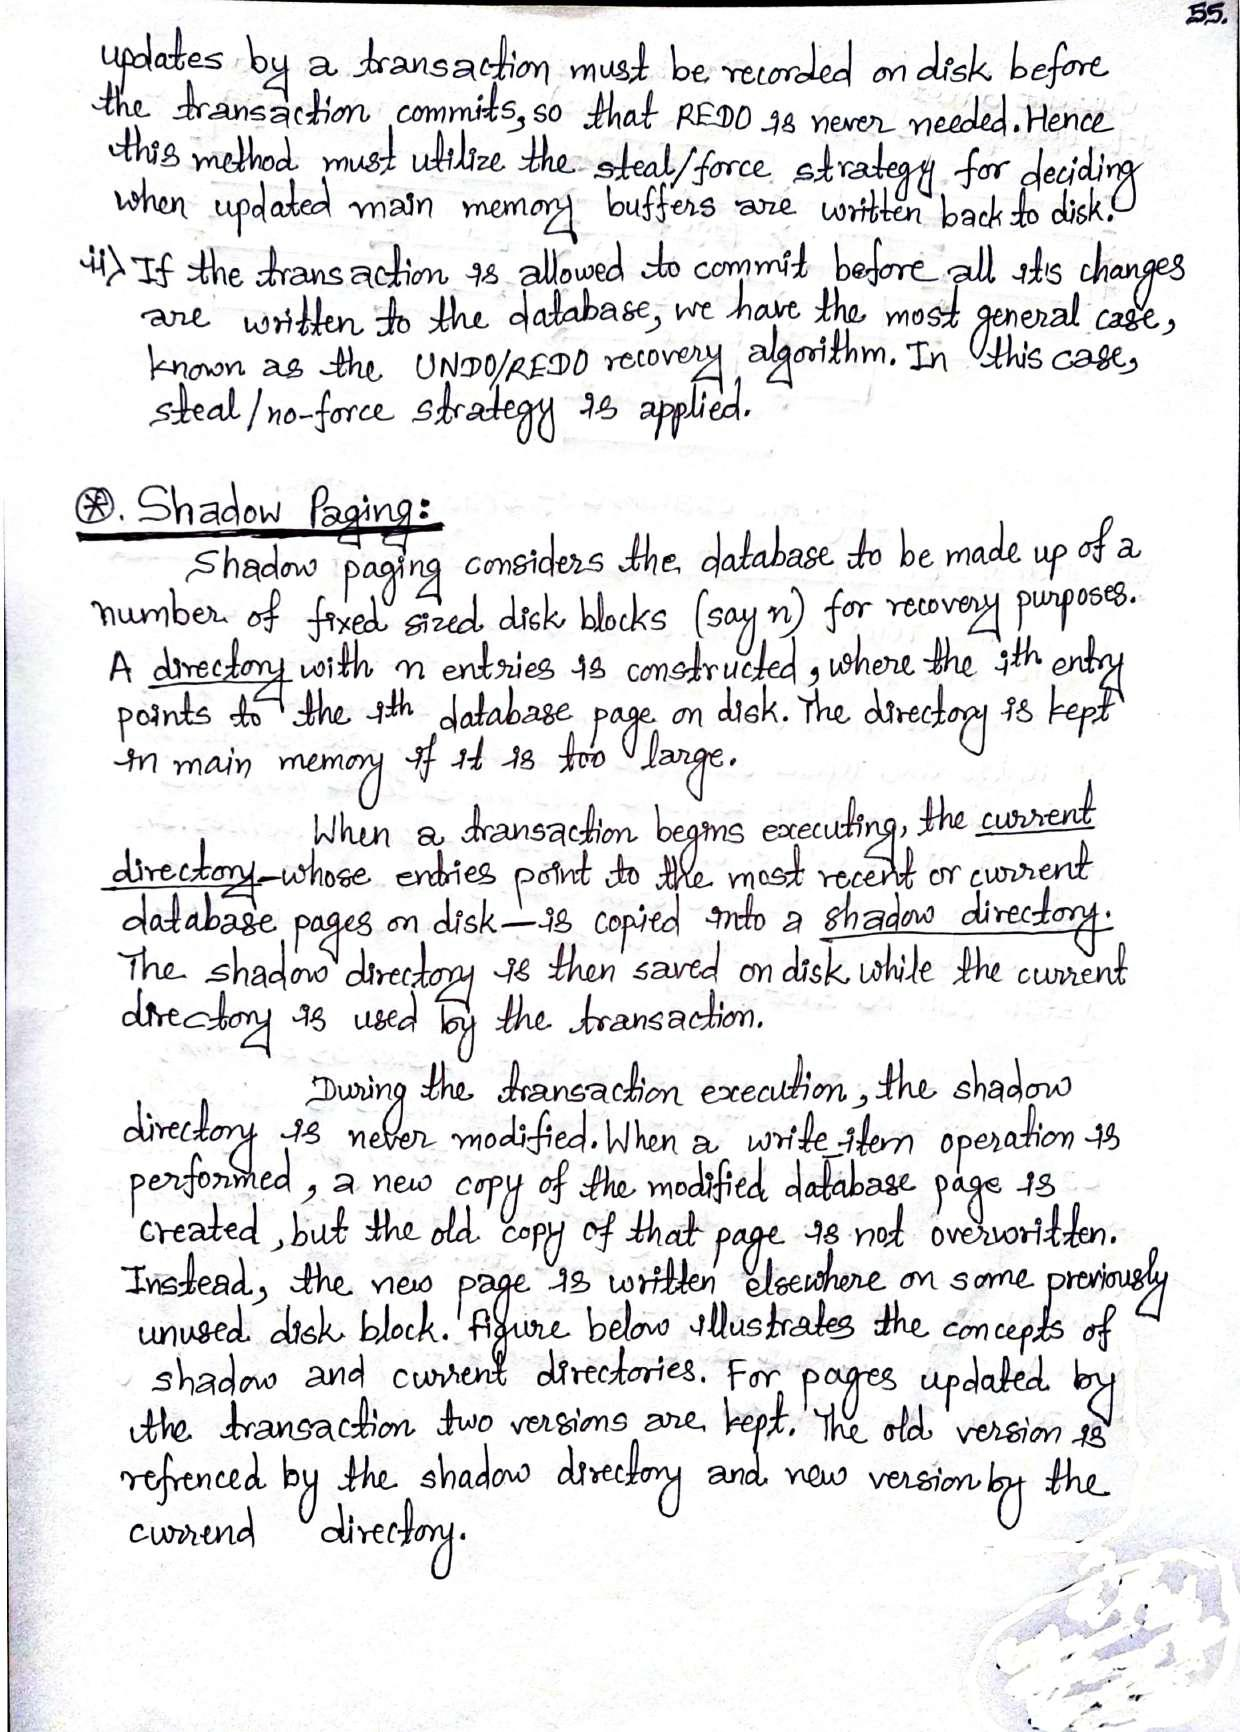 55.
updates by a transaction must be recorded on disk before
the transaction commits, so that REDO is never needed. Hence
this method must utilize the steal/force strategy for deciding
when updated main memory buffers are written back to disk.
ii) If the transaction is allowed to commit before all its changes
are written to the database, we have the most general case,
known as the UNDO/REDO recovery algorithm. In this case,
steal/no-force strategy is applied.
⊛. Shadow Paging:
Shadow paging considers the database to be made up of a
number of fixed sized disk blocks (say n) for recovery purposes.
A directory with n entries is constructed, where the ith entry
points to the ith database page on disk. The directory is kept
in main memory if it is too large.
When a transaction begins executing, the current
directory-whose entries point to the most recent or current
database pages on disk-is copied into a shadow directory.
The shadow directory is then saved on disk while the current
directory is used by the transaction.
During the transaction execution, the shadow
directory is never modified. When a write_item operation is
performed, a new copy of the modified database page is
created, but the old copy of that page is not overwritten.
Instead, the new page is written elsewhere on some previously
unused disk block. figure below illustrates the concepts of
shadow and current directories. For pages updated by
the transaction two versions are kept. The old version is
refrenced by the shadow directory and new version by the
currend directory.